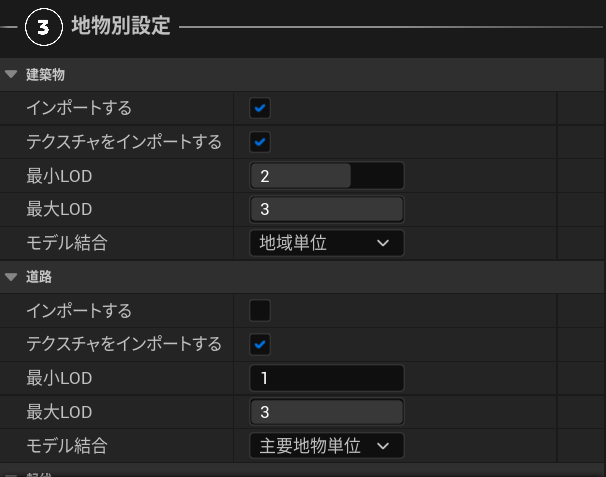 3 地物別設定
建築物
インポートする
テクスチャをインポートする
最小LOD 2
最大LOD 3
モデル結合 地域単位
道路
インポートする
テクスチャをインポートする
最小LOD 1
最大LOD 3
モデル結合 主要地物単位